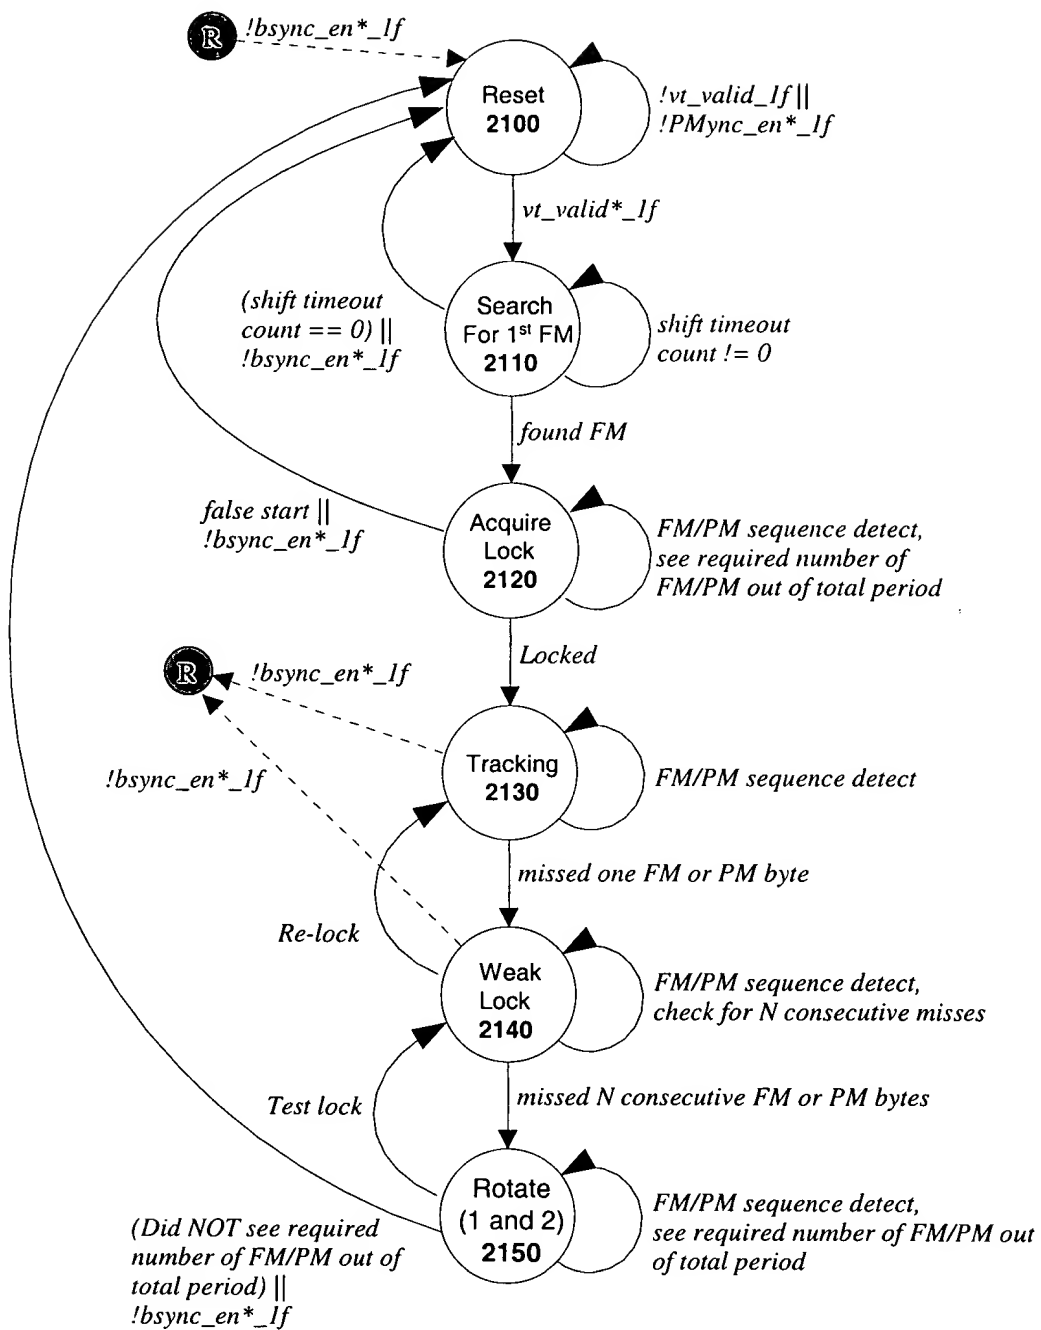 R
!bsync_en*_1f
Reset
2100
!vt_valid_1f ||
!PMync_en*_1f
vt_valid*_1f
(shift timeout
count == 0) ||
!bsync_en*_1f
Search
For 1st FM
2110
shift timeout
count != 0
found FM
false start ||
!bsync_en*_1f
Acquire
Lock
2120
FM/PM sequence detect,
see required number of
FM/PM out of total period
Locked
R
!bsync_en*_1f
!bsync_en*_1f
Tracking
2130
FM/PM sequence detect
missed one FM or PM byte
Re-lock
Weak
Lock
2140
FM/PM sequence detect,
check for N consecutive misses
Test lock
missed N consecutive FM or PM bytes
Rotate
(1 and 2)
2150
FM/PM sequence detect,
see required number of FM/PM out
of total period
(Did NOT see required
number of FM/PM out of
total period) ||
!bsync_en*_1f